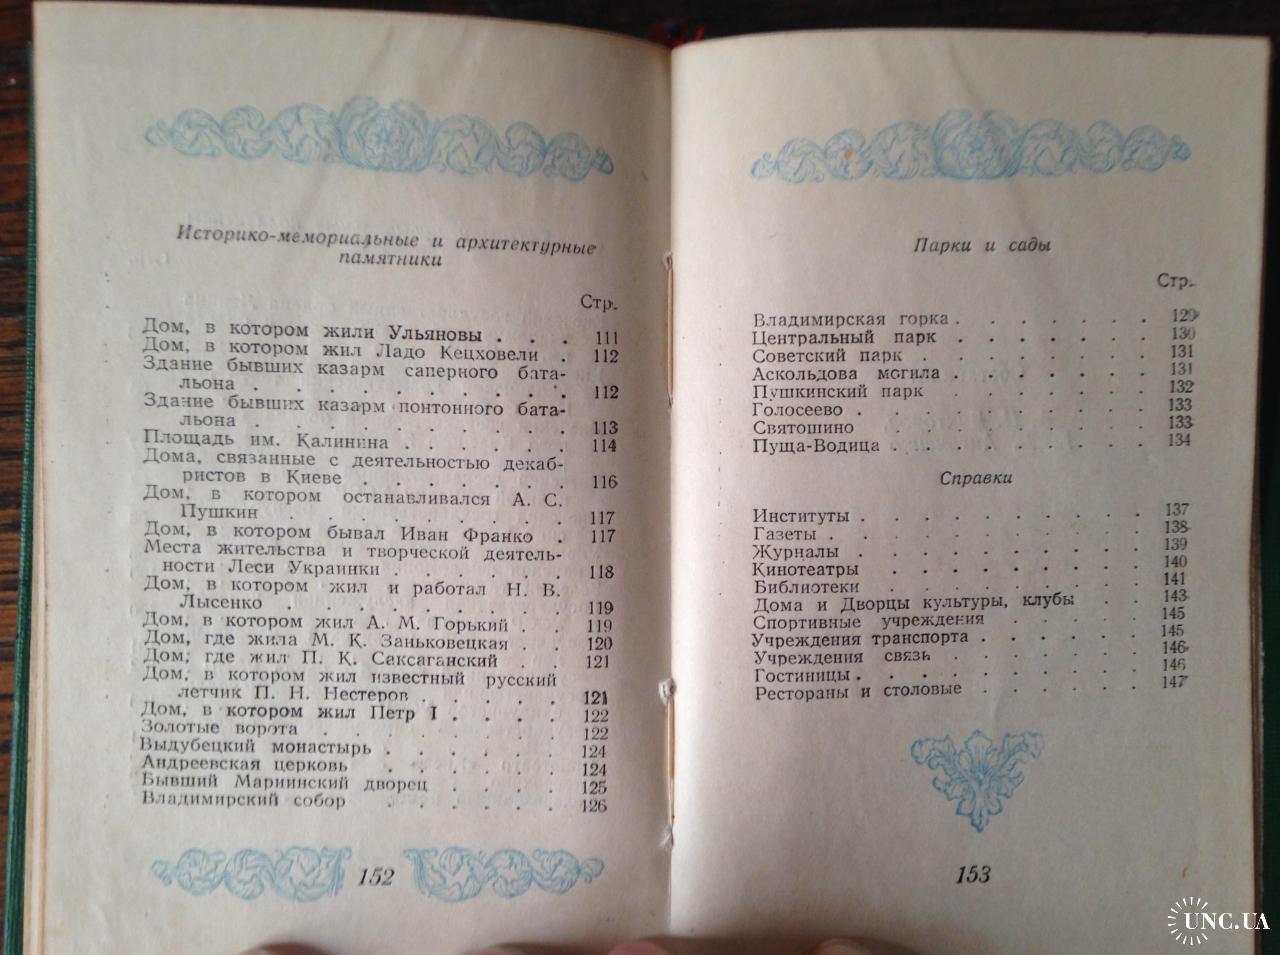 Историко-мемориальные и архитектурные
памятники
Стр.
Дом, в котором жили Ульяновы . . . 111
Дом, в котором жил Ладо Кецховели . 112
Здание бывших казарм саперного бата-
льона . . . . . . . . . 112
Здание бывших казарм понтонного бата-
льона . . . . . . . . . 113
Площадь им. Калинина . . . . . 114
Дома, связанные с деятельностью декаб-
ристов в Киеве . . . . . . 116
Дом, в котором останавливался А. С.
Пушкин . . . . . . . . 117
Дом, в котором бывал Иван Франко . 117
Места жительства и творческой деятель-
ности Леси Украинки . . . . . 118
Дом, в котором жил и работал Н. В.
Лысенко . . . . . . . . 119
Дом, в котором жил А. М. Горький . . 119
Дом, где жила М. К. Заньковецкая . . 120
Дом, где жил П. К. Саксаганский . . 121
Дом, в котором жил известный русский
летчик П. Н. Нестеров . . . . . 121
Дом, в котором жил Петр I . . . . 122
Золотые ворота . . . . . . . 122
Выдубецкий монастырь . . . . . 124
Андреевская церковь . . . . . 124
Бывший Мариинский дворец . . . . 125
Владимирский собор . . . . . 126
152
Парки и сады
Стр.
Владимирская горка . . . . . . . 129
Центральный парк . . . . . . . 130
Советский парк . . . . . . . . 131
Аскольдова могила . . . . . . . 131
Пушкинский парк . . . . . . . 132
Голосеево . . . . . . . . . 133
Святошино . . . . . . . . . 133
Пуща-Водица . . . . . . . . . 134
Справки
Институты . . . . . . . . . 137
Газеты . . . . . . . . . . 138
Журналы . . . . . . . . . 139
Кинотеатры . . . . . . . . 140
Библиотеки . . . . . . . . 141
Дома и Дворцы культуры, клубы . . 143
Спортивные учреждения . . . . . 145
Учреждения транспорта . . . . . . 145
Учреждения связи . . . . . . . 146
Гостиницы . . . . . . . . . 146
Рестораны и столовые . . . . . . 147
153
UNC.UA